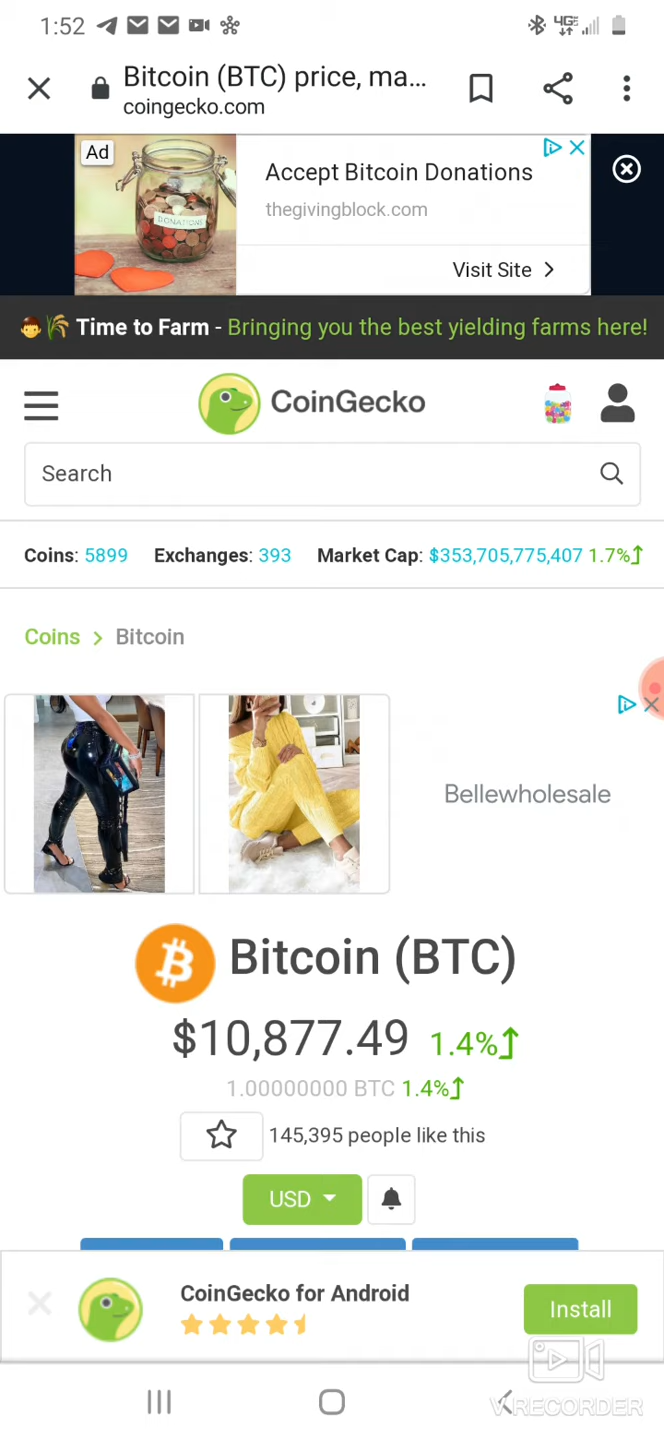 1:52
4GE
Bitcoin (BTC) price, ma...
coingecko.com
Ad
DONATIONS
Accept Bitcoin Donations
thegivingblock.com
Visit Site
Time to Farm - Bringing you the best yielding farms here!
CoinGecko
Search
Coins: 5899 Exchanges: 393 Market Cap: $353,705,775,407 1.7%
Coins > Bitcoin
Bellewholesale
Bitcoin (BTC)
$10,877.49 1.4%
1.00000000 BTC 1.4%
145,395 people like this
USD
CoinGecko for Android
Install
V RECORDER